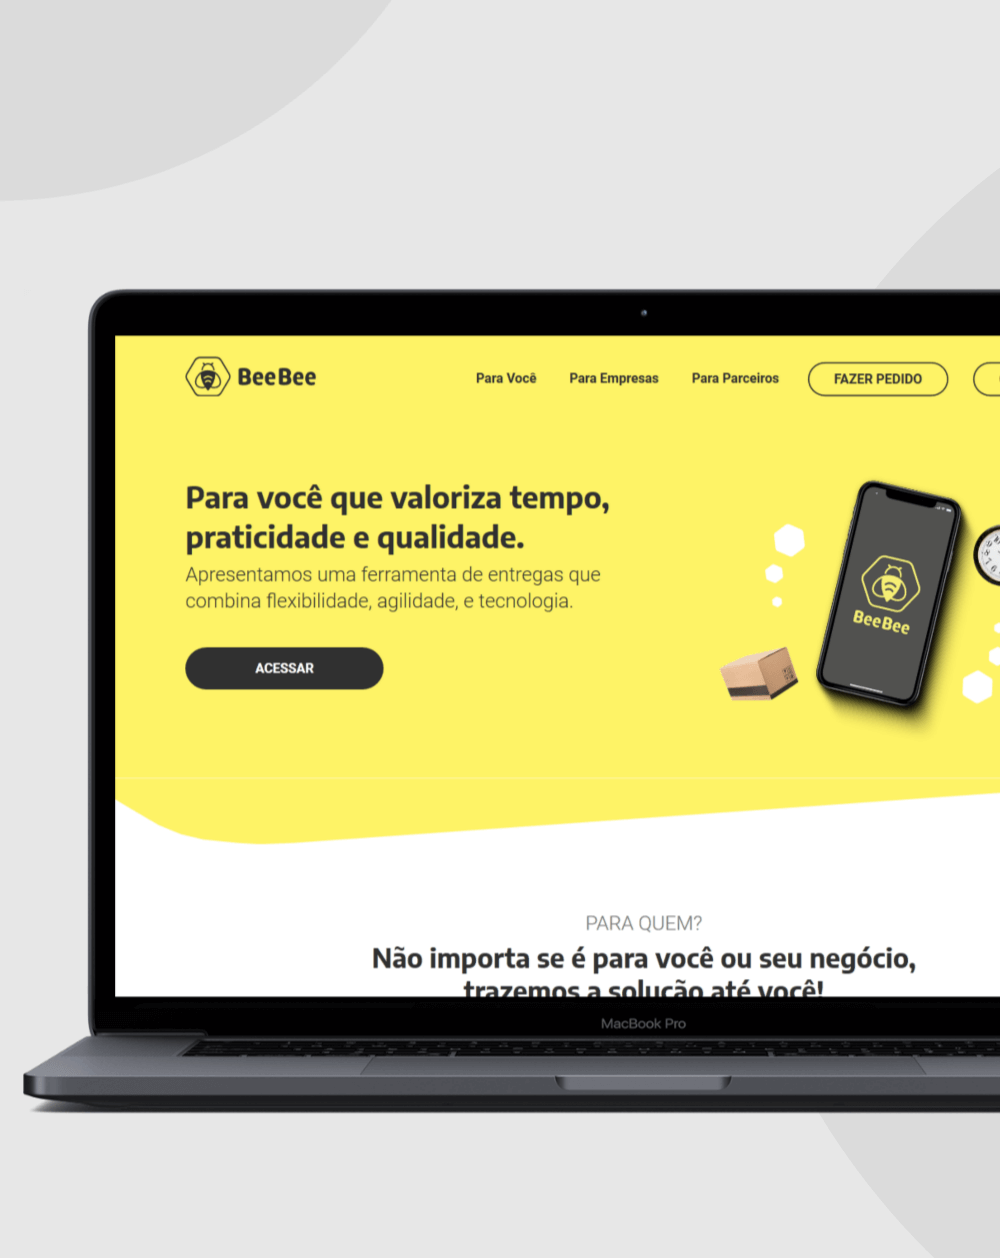 BeeBee
Para Você
Para Empresas
Para Parceiros
FAZER PEDIDO
Para você que valoriza tempo,
praticidade e qualidade.
Apresentamos uma ferramenta de entregas que
combina flexibilidade, agilidade, e tecnologia.
ACESSAR
BeeBee
PARA QUEM?
Não importa se é para você ou seu negócio,
trazemos a solução até você!
MacBook Pro